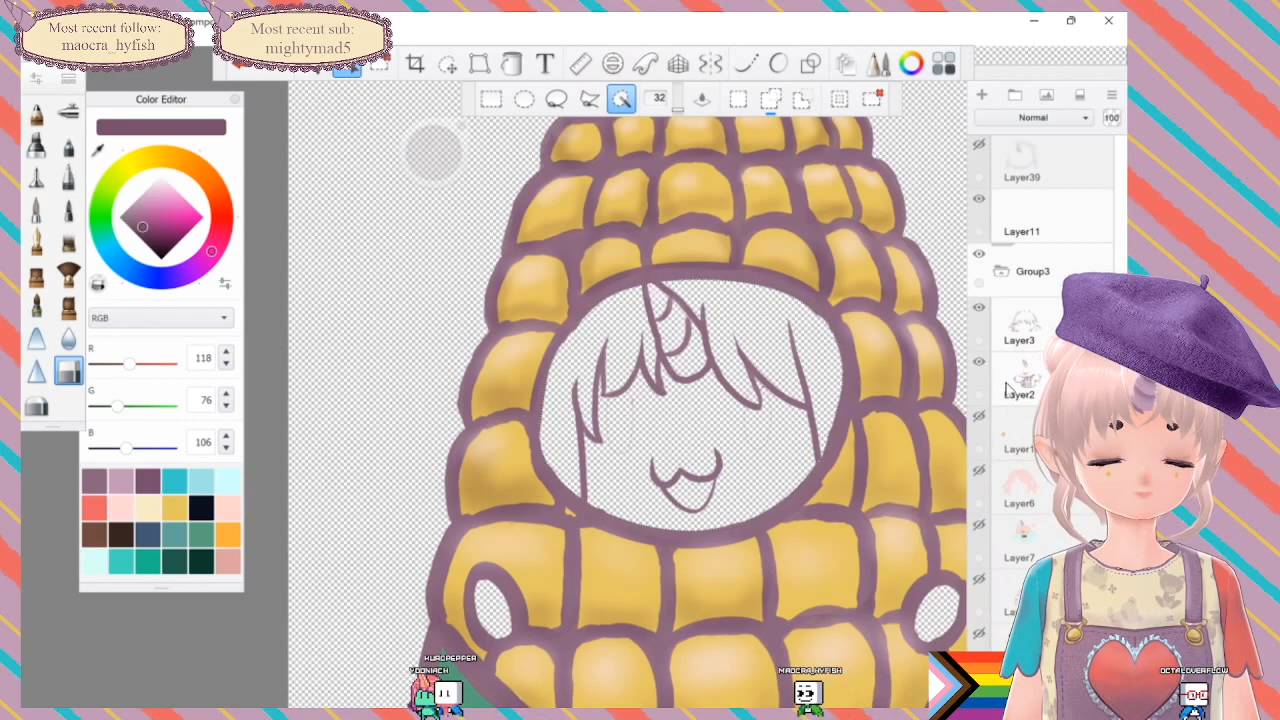 Most recent follow:
maocra_hyfish
Most recent sub:
mightymad5
T
32
Color Editor
RGB
R
118
G
76
B
106
Normal
100
Layer39
Layer11
Group3
Layer3
Layer2
Layer6
Layer7
YOONIACH
MAOCRA_HYFISH
OCTALOVERFLOW